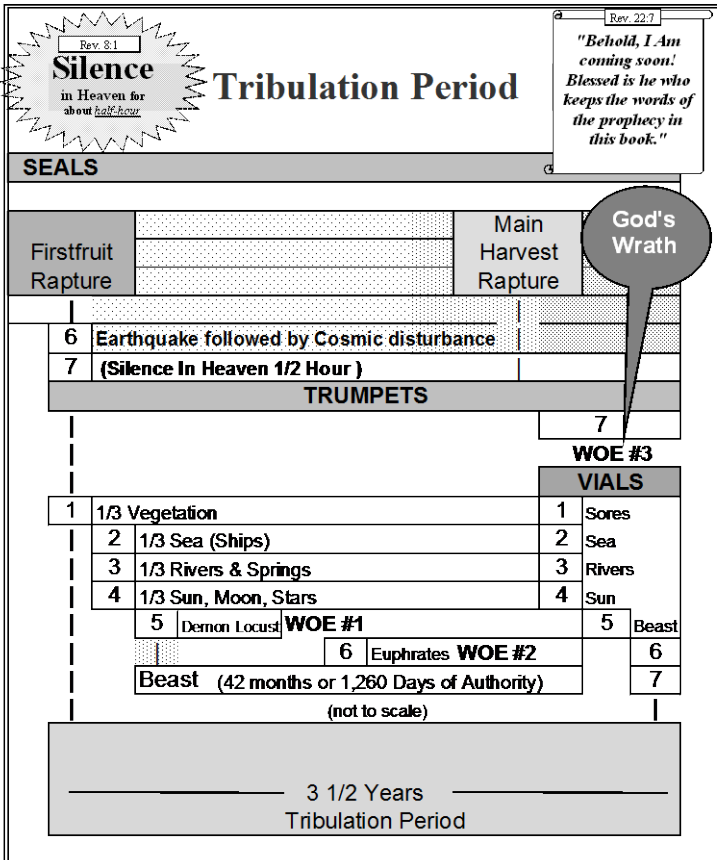 Rev. 8:1
Silence
in Heaven for
about half-hour
Tribulation Period
Rev. 22:7
"Behold, I Am
coming soon!
Blessed is he who
keeps the words of
the prophecy in
this book."
SEALS
Firstfruit
Rapture
Main
Harvest
Rapture
God's
Wrath
6 Earthquake followed by Cosmic disturbance
7 (Silence In Heaven 1/2 Hour )
TRUMPETS
7
WOE #3
VIALS
1 1/3 Vegetation 1 Sores
2 1/3 Sea (Ships) 2 Sea
3 1/3 Rivers & Springs 3 Rivers
4 1/3 Sun, Moon, Stars 4 Sun
5 Demon Locust WOE #1 5 Beast
6 Euphrates WOE #2 6
Beast (42 months or 1,260 Days of Authority) 7
(not to scale)
3 1/2 Years
Tribulation Period